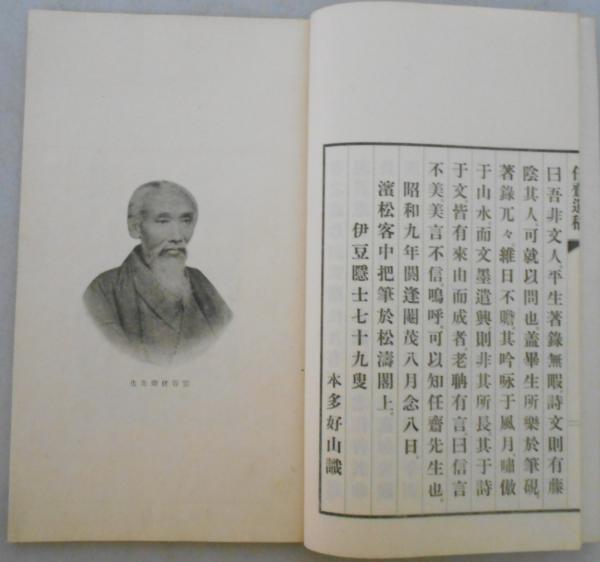 任齋遺稿
曰吾非文人、平生著錄無暇詩文則有藤
陰其人、可就以問也、蓋畢生所樂於筆硯、
著錄兀々、維日不贍、其吟咏于風月嘯傲
于山水而文墨遣興則非其所長、其于詩
于文皆有來由而成者老聃有言曰信言
不美、美言不信嗚呼、可以知任齋先生也、
昭和九年閼逢閹茂八月念八日、
濱松客中把筆於松濤閣上、
伊豆隱士七十九叟
本多好山識
先生也